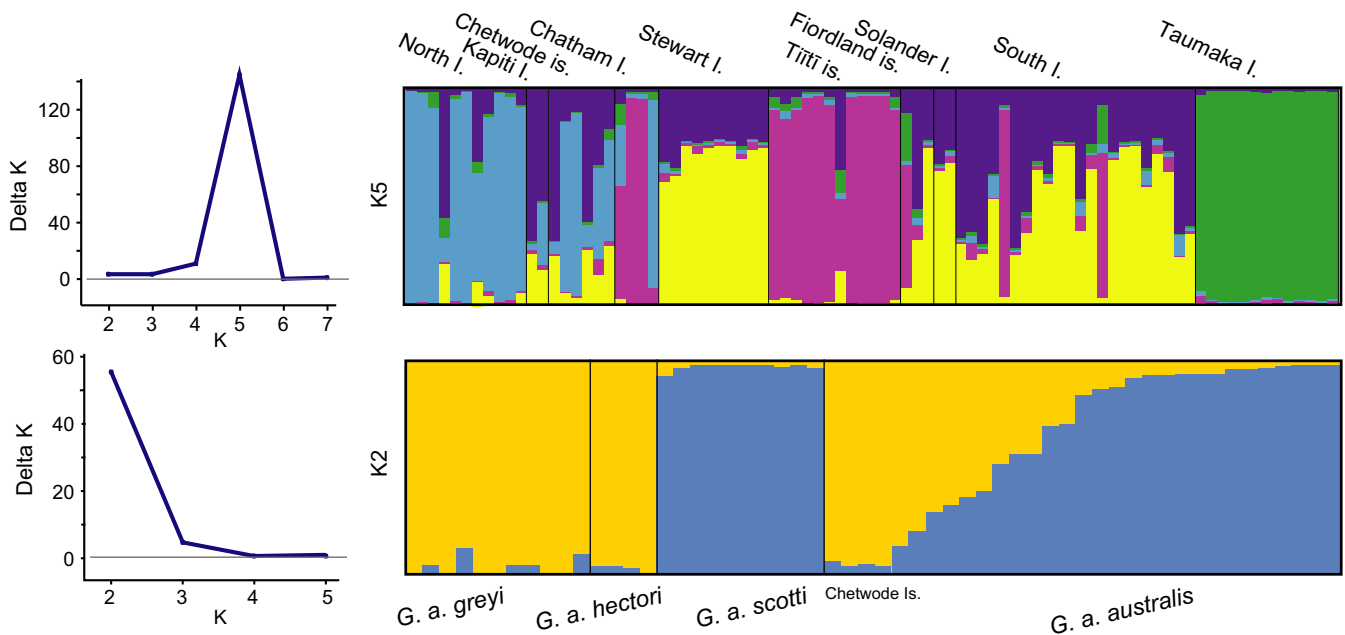 North I.
Kapiti I.
Chetwode is.
Chatham I.
Stewart I.
Tiītī is.
Fiordland is.
Solander I.
South I.
Taumaka I.
Delta K
120
80
40
0
2 3 4 5 6 7
K
K5
Delta K
60
40
20
0
2 3 4 5
K
K2
G. a. greyi
G. a. hectori
G. a. scotti
Chetwode Is.
G. a. australis